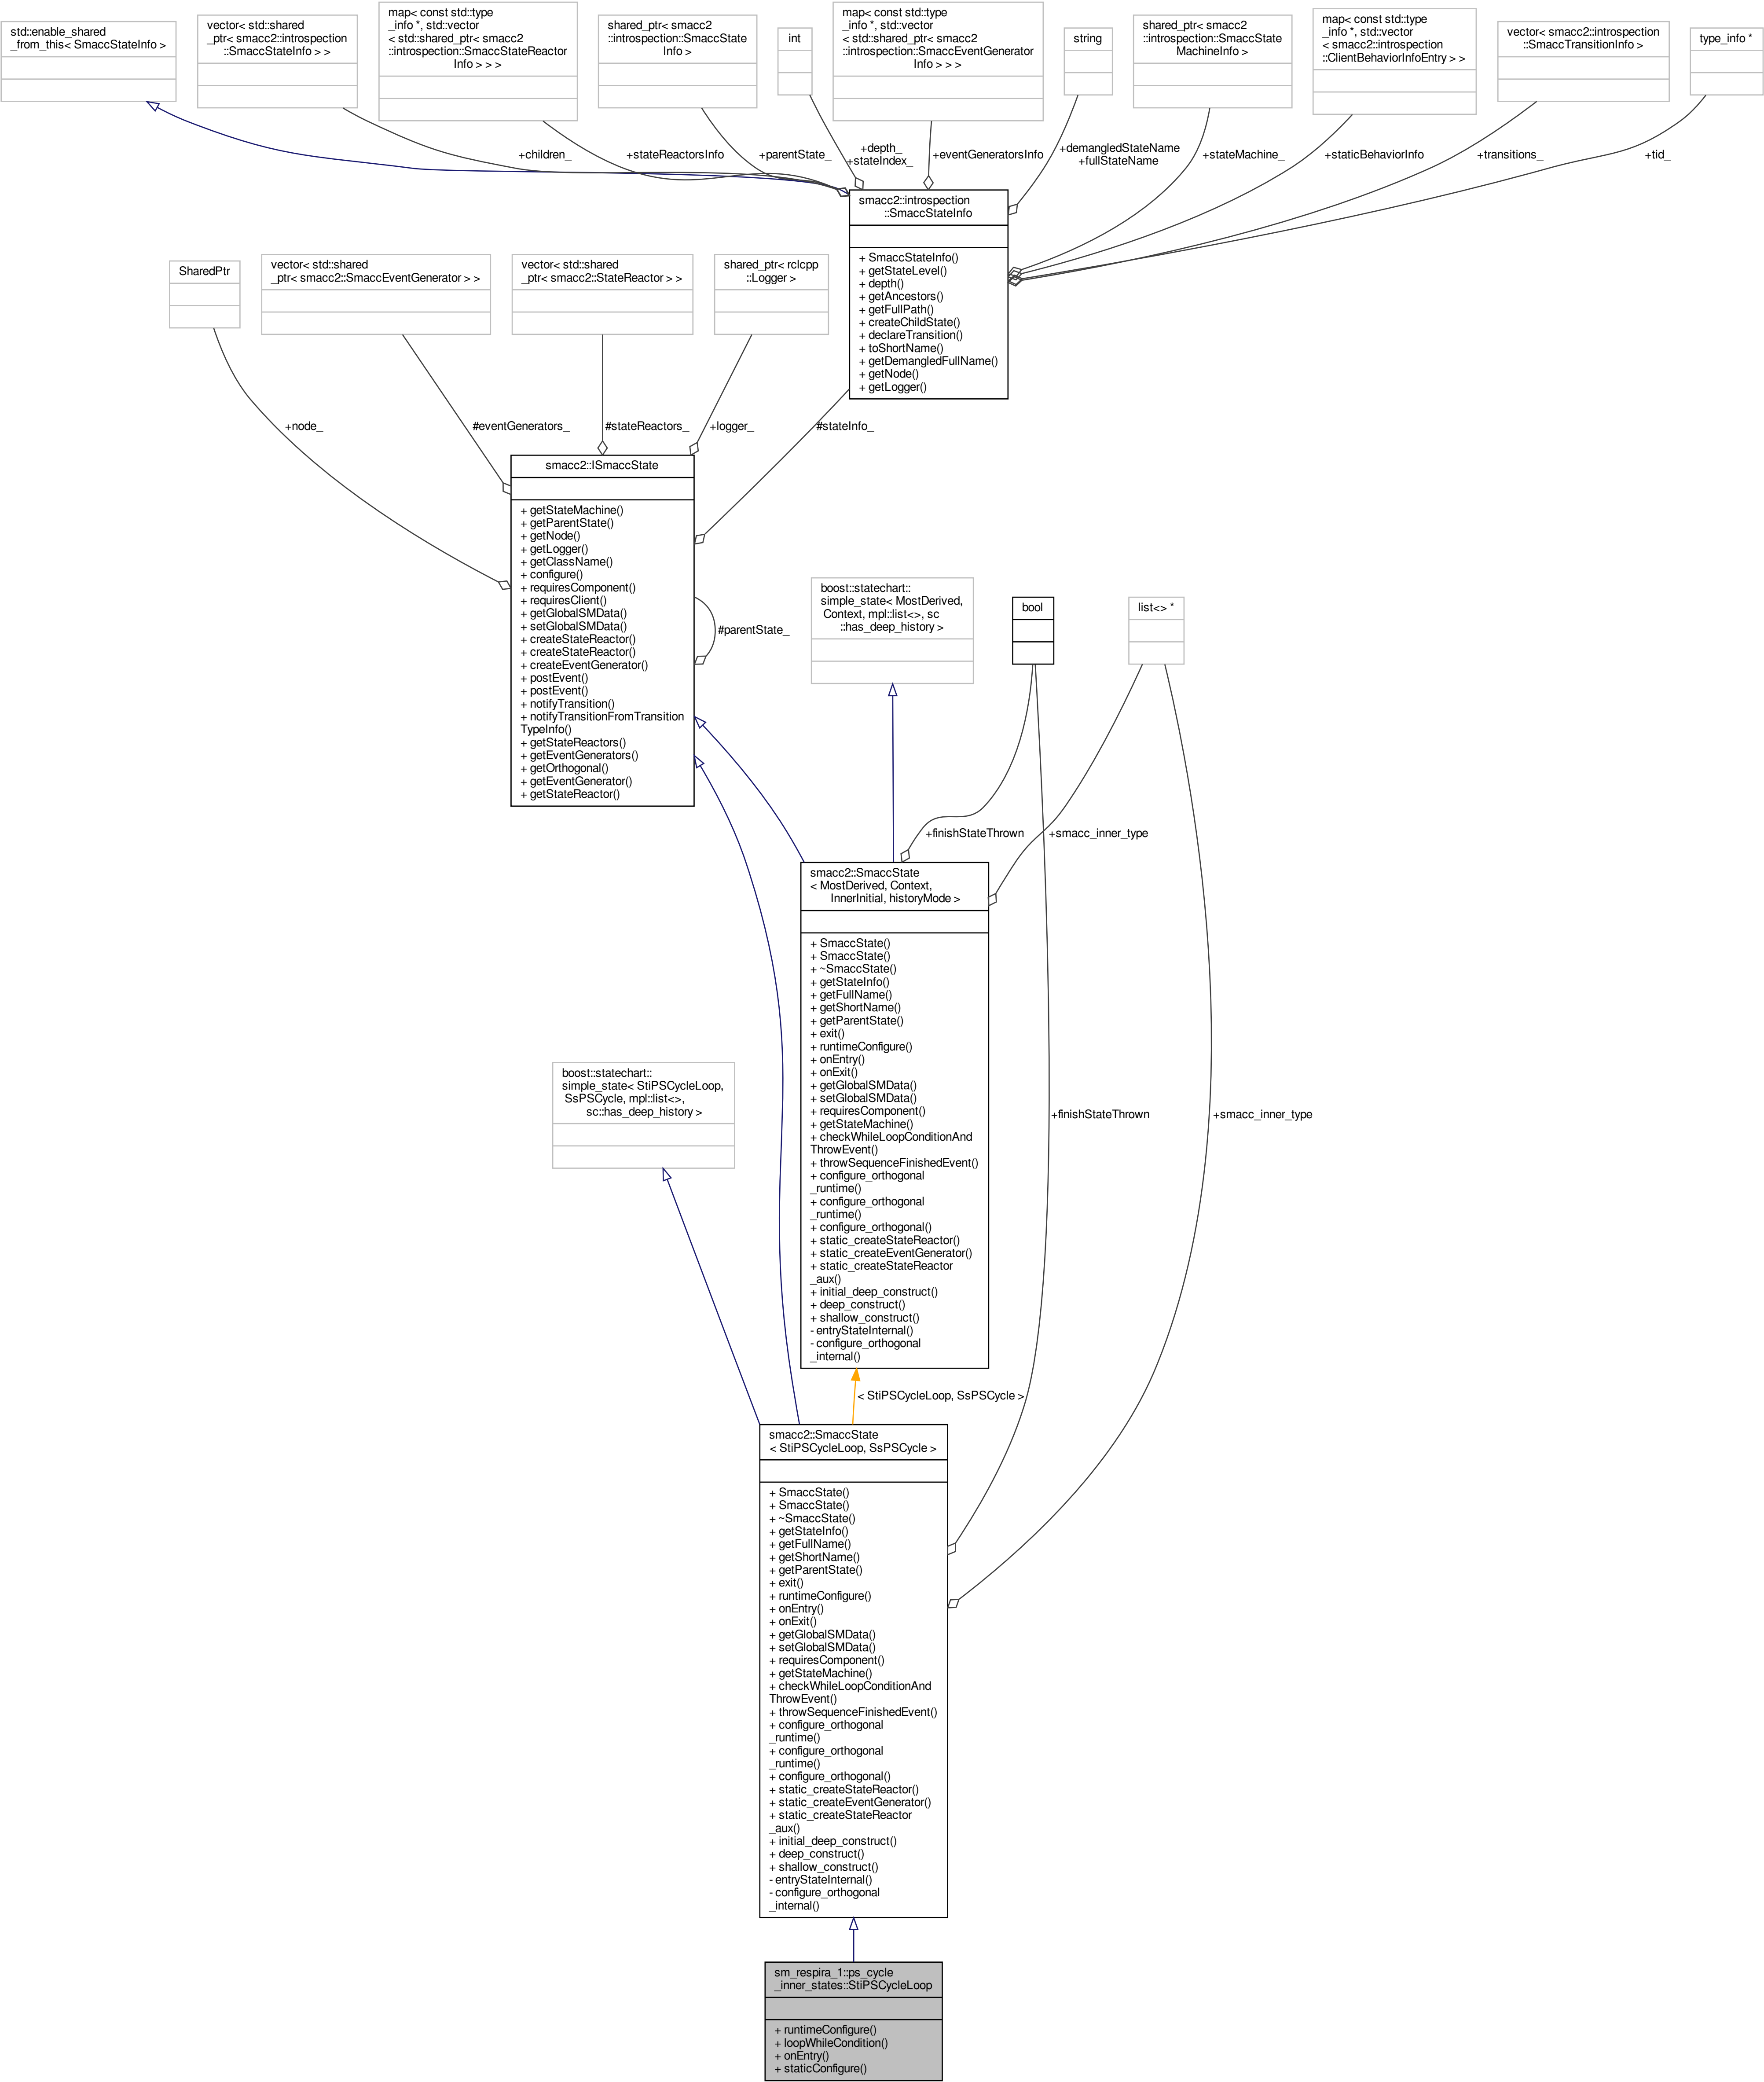 std::enable_shared
_from_this< SmaccStateInfo >
vector< std::shared
_ptr< smacc2::introspection
::SmaccStateInfo > >
map< const std::type
_info *, std::vector
< std::shared_ptr< smacc2
::introspection::SmaccStateReactor
Info > > >
shared_ptr< smacc2
::introspection::SmaccState
Info >
int
map< const std::type
_info *, std::vector
< std::shared_ptr< smacc2
::introspection::SmaccEventGenerator
Info > > >
string
shared_ptr< smacc2
::introspection::SmaccState
MachineInfo >
map< const std::type
_info *, std::vector
< smacc2::introspection
::ClientBehaviorInfoEntry > >
vector< smacc2::introspection
::SmaccTransitionInfo >
type_info *
+children_
+stateReactorsInfo
+parentState_
+depth_
+stateIndex_
+eventGeneratorsInfo
+demangledStateName
+fullStateName
+stateMachine_
+staticBehaviorInfo
+transitions_
+tid_
smacc2::introspection
::SmaccStateInfo
+ SmaccStateInfo()
+ getStateLevel()
+ depth()
+ getAncestors()
+ getFullPath()
+ createChildState()
+ declareTransition()
+ toShortName()
+ getDemangledFullName()
+ getNode()
+ getLogger()
SharedPtr
vector< std::shared
_ptr< smacc2::SmaccEventGenerator > >
vector< std::shared
_ptr< smacc2::StateReactor > >
shared_ptr< rclcpp
::Logger >
+node_
#eventGenerators_
#stateReactors_
+logger_
#stateInfo_
smacc2::ISmaccState
+ getStateMachine()
+ getParentState()
+ getNode()
+ getLogger()
+ getClassName()
+ configure()
+ requiresComponent()
+ requiresClient()
+ getGlobalSMData()
+ setGlobalSMData()
+ createStateReactor()
+ createStateReactor()
+ createEventGenerator()
+ postEvent()
+ postEvent()
+ notifyTransition()
+ notifyTransitionFromTransition
TypeInfo()
+ getStateReactors()
+ getEventGenerators()
+ getOrthogonal()
+ getEventGenerator()
+ getStateReactor()
#parentState_
boost::statechart::
simple_state< MostDerived,
Context, mpl::list<>, sc
::has_deep_history >
bool
list<> *
+finishStateThrown
+smacc_inner_type
smacc2::SmaccState
< MostDerived, Context,
InnerInitial, historyMode >
+ SmaccState()
+ SmaccState()
+ ~SmaccState()
+ getStateInfo()
+ getFullName()
+ getShortName()
+ getParentState()
+ exit()
+ runtimeConfigure()
+ onEntry()
+ onExit()
+ getGlobalSMData()
+ setGlobalSMData()
+ requiresComponent()
+ getStateMachine()
+ checkWhileLoopConditionAnd
ThrowEvent()
+ throwSequenceFinishedEvent()
+ configure_orthogonal
_runtime()
+ configure_orthogonal
_runtime()
+ configure_orthogonal()
+ static_createStateReactor()
+ static_createEventGenerator()
+ static_createStateReactor
_aux()
+ initial_deep_construct()
+ deep_construct()
+ shallow_construct()
- entryStateInternal()
- configure_orthogonal
_internal()
boost::statechart::
simple_state< StiPSCycleLoop,
SsPSCycle, mpl::list<>,
sc::has_deep_history >
+finishStateThrown
+smacc_inner_type
< StiPSCycleLoop, SsPSCycle >
smacc2::SmaccState
< StiPSCycleLoop, SsPSCycle >
+ SmaccState()
+ SmaccState()
+ ~SmaccState()
+ getStateInfo()
+ getFullName()
+ getShortName()
+ getParentState()
+ exit()
+ runtimeConfigure()
+ onEntry()
+ onExit()
+ getGlobalSMData()
+ setGlobalSMData()
+ requiresComponent()
+ getStateMachine()
+ checkWhileLoopConditionAnd
ThrowEvent()
+ throwSequenceFinishedEvent()
+ configure_orthogonal
_runtime()
+ configure_orthogonal
_runtime()
+ configure_orthogonal()
+ static_createStateReactor()
+ static_createEventGenerator()
+ static_createStateReactor
_aux()
+ initial_deep_construct()
+ deep_construct()
+ shallow_construct()
- entryStateInternal()
- configure_orthogonal
_internal()
sm_respira_1::ps_cycle
_inner_states::StiPSCycleLoop
+ runtimeConfigure()
+ loopWhileCondition()
+ onEntry()
+ staticConfigure()